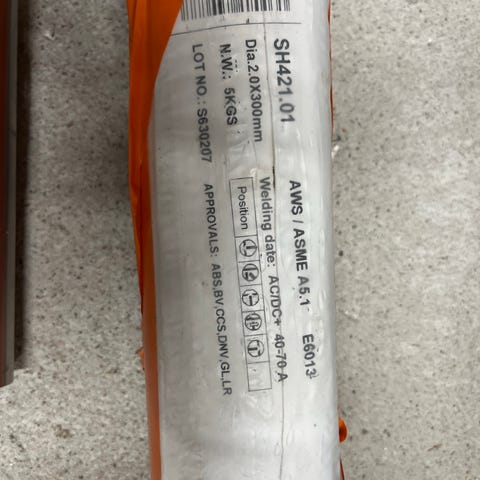 SH421.01
AWS / ASME A5.1 E6013
Dia.2.0X300mm
Welding date: AC/DC+ 40-70 A
N.W.: 5KGS
Position
LOT NO.: S630207
APPROVALS: ABS,BV,CCS,DNV,GL,LR